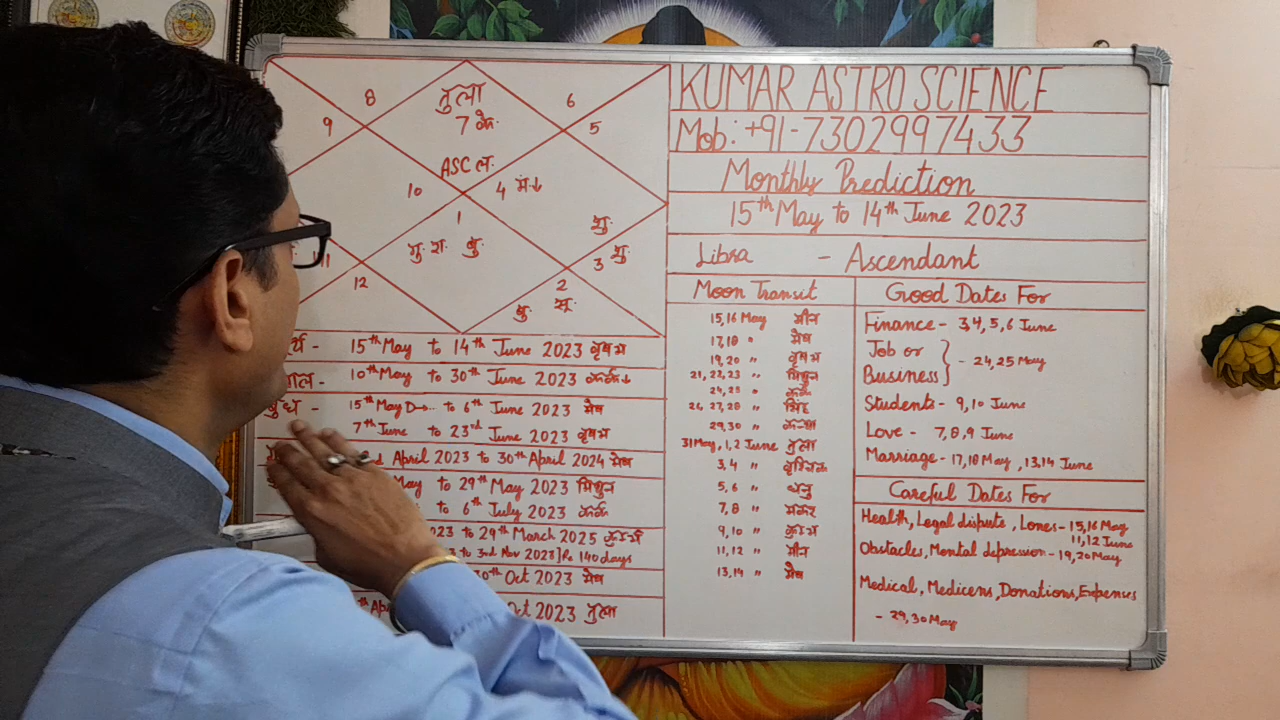 तुला
8
6
7 के.
9
5
ASC ल.
10
4 मं↓
1
शु.
गु. रा. बु.
3
शु.
11
12
2
बु. सू.
15th May to 14th June 2023 वृषभ
10th May to 30th June 2023 कर्क↓
बुध - 15th May D→... to 6th June 2023 मेष
7th June to 23rd June 2023 वृषभ
April 2023 to 30th April 2024 मेष
May to 29th May 2023 मिथुन
to 6th July 2023 कर्क
to 29th March 2025 कुंभ
to 3rd Nov 2023] R 140 days
Oct 2023 मेष
Oct 2023 तुला
KUMAR ASTRO SCIENCE
Mob: +91-7302997433
Monthly Prediction
15th May to 14th June 2023
Libra - Ascendant
Moon Transit
15,16 May मीन
17,18 " मेष
19,20 " वृषभ
21,22,23 " मिथुन
24,25 " कर्क
26,27,28 " सिंह
29,30 " कन्या
31 May, 1, 2 June तुला
3,4 " वृश्चिक
5,6 " धनु
7,8 " मकर
9,10 " कुंभ
11,12 " मीन
13,14 " मेष
Good Dates For
Finance - 3,4,5,6 June
Job or
Business } - 24,25 May
Students - 9,10 June
Love - 7,8,9 June
Marriage - 17,18 May, 13,14 June
Careful Dates For
Health, Legal dispute, Lones - 15,16 May
11,12 June
Obstacles, Mental depression - 19,20 May
Medical, Medicens, Donations, Expenses
- 29,30 May